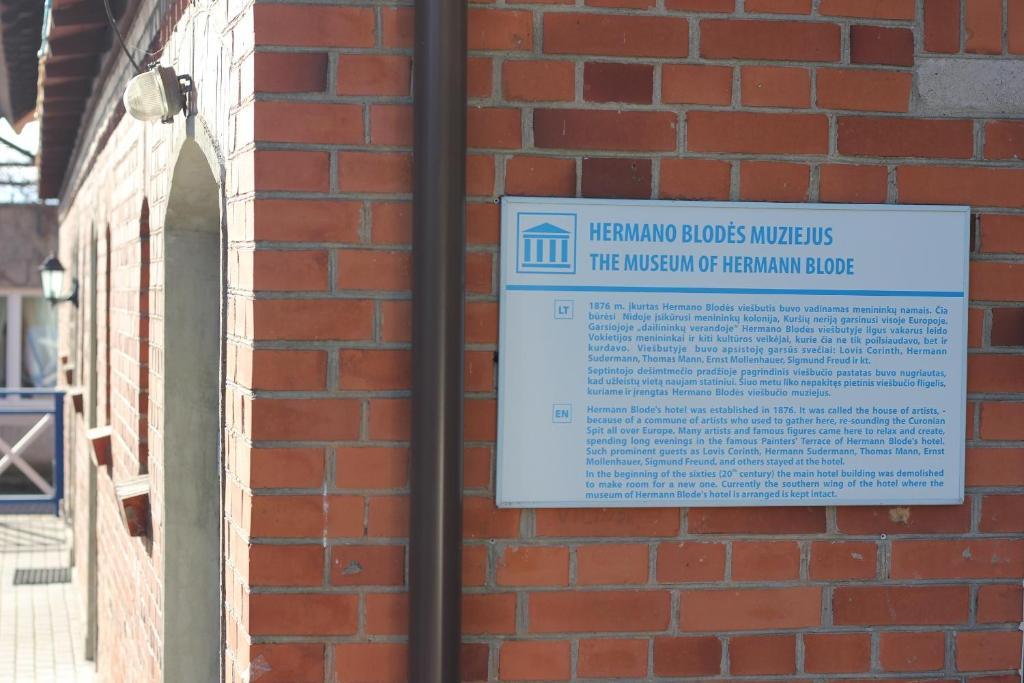 HERMANO BLODĖS MUZIEJUS
THE MUSEUM OF HERMANN BLODE
LT
1876 m. įkurtas Hermano Blodės viešbutis buvo vadinamas menininkų namais. Čia
būrėsi Nidoje įsikūrusi menininkų kolonija, Kuršių neriją garsinusi visoje Europoje.
Garsiojoje „dailininkų verandoje" Hermano Blodės viešbutyje ilgus vakarus leido
Vokietijos menininkai ir kiti kultūros veikėjai, kurie čia ne tik poilsiaudavo, bet ir
kurdavo. Viešbutyje buvo apsistoję garsūs svečiai: Lovis Corinth, Hermann
Sudermann, Thomas Mann, Ernst Mollenhauer, Sigmund Freud ir kt.
Septintojo dešimtmečio pradžioje pagrindinis viešbučio pastatas buvo nugriautas,
kad užleistų vietą naujam statiniui. Šiuo metu liko nepakitęs pietinis viešbučio fligelis,
kuriame ir įrengtas Hermano Blodės viešbučio muziejus.
EN
Hermann Blode's hotel was established in 1876. It was called the house of artists, -
because of a commune of artists who used to gather here, re-sounding the Curonian
Spit all over Europe. Many artists and famous figures came here to relax and create,
spending long evenings in the famous Painters' Terrace of Hermann Blode's hotel.
Such prominent guests as Lovis Corinth, Hermann Sudermann, Thomas Mann, Ernst
Mollenhauer, Sigmund Freund, and others stayed at the hotel.
In the beginning of the sixties (20th century) the main hotel building was demolished
to make room for a new one. Currently the southern wing of the hotel where the
museum of Hermann Blode's hotel is arranged is kept intact.